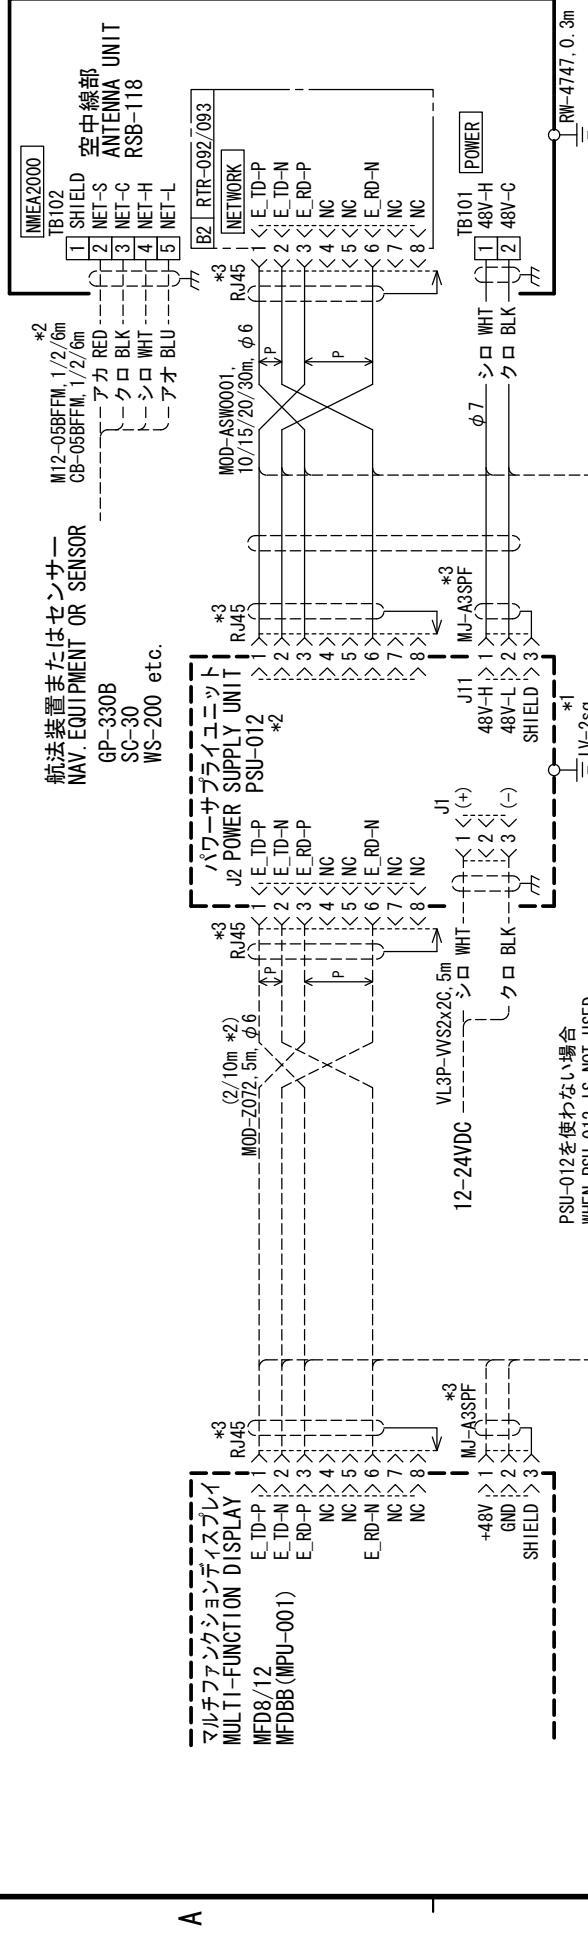 マルチファンクションディスプレイ
MULTI-FUNCTION DISPLAY
MFD8/12
MFDBB(MPU-001)
E_TD-P 1
E_TD-N 2
E_RD-P 3
NC 4
NC 5
E_RD-N 6
NC 7
NC 8
*3
RJ45
+48V 1
GND 2
SHIELD 3
*3
MJ-A3SPF
(2/10m *2)
MOD-Z072,5m, φ6
P
P
12-24VDC
VL3P-VVS2x2C,5m
シロ WHT
クロ BLK
PSU-012を使わない場合
*3
RJ45
パワーサプライユニット
POWER SUPPLY UNIT
PSU-012
*2
J2
1 E_TD-P
2 E_TD-N
3 E_RD-P
4 NC
5 NC
6 E_RD-N
7 NC
8 NC
J1
1 (+)
2
3 (-)
1
2
3
4
5
6
7
8
*3
RJ45
J11
48V-H 1
48V-L 2
SHIELD 3
*3
MJ-A3SPF
*1
航法装置またはセンサー
NAV.EQUIPMENT OR SENSOR
GP-330B
SC-30
WS-200 etc.
*2
M12-05BFFM,1/2/6m
CB-05BFFM,1/2/6m
アカ RED
クロ BLK
シロ WHT
アオ BLU
MOD-ASW0001,
10/15/20/30m, φ6
P
P
φ7
シロ WHT
クロ BLK
空中線部
ANTENNA UNIT
RSB-118
NMEA2000
TB102
1 SHIELD
2 NET-S
3 NET-C
4 NET-H
5 NET-L
B2 RTR-092/093
NETWORK
*3
RJ45
1 E_TD-P
2 E_TD-N
3 E_RD-P
4 NC
5 NC
6 E_RD-N
7 NC
8 NC
POWER
TB101
1 48V-H
2 48V-C
RW-4747,0.3m
A